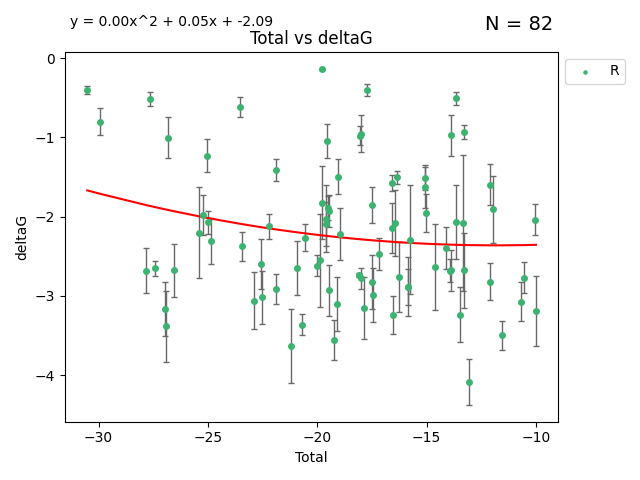 y = 0.00x^2 + 0.05x + -2.09
N = 82
Total vs deltaG
R
deltaG
0
−1
−2
−3
−4
−30
−25
−20
−15
−10
Total